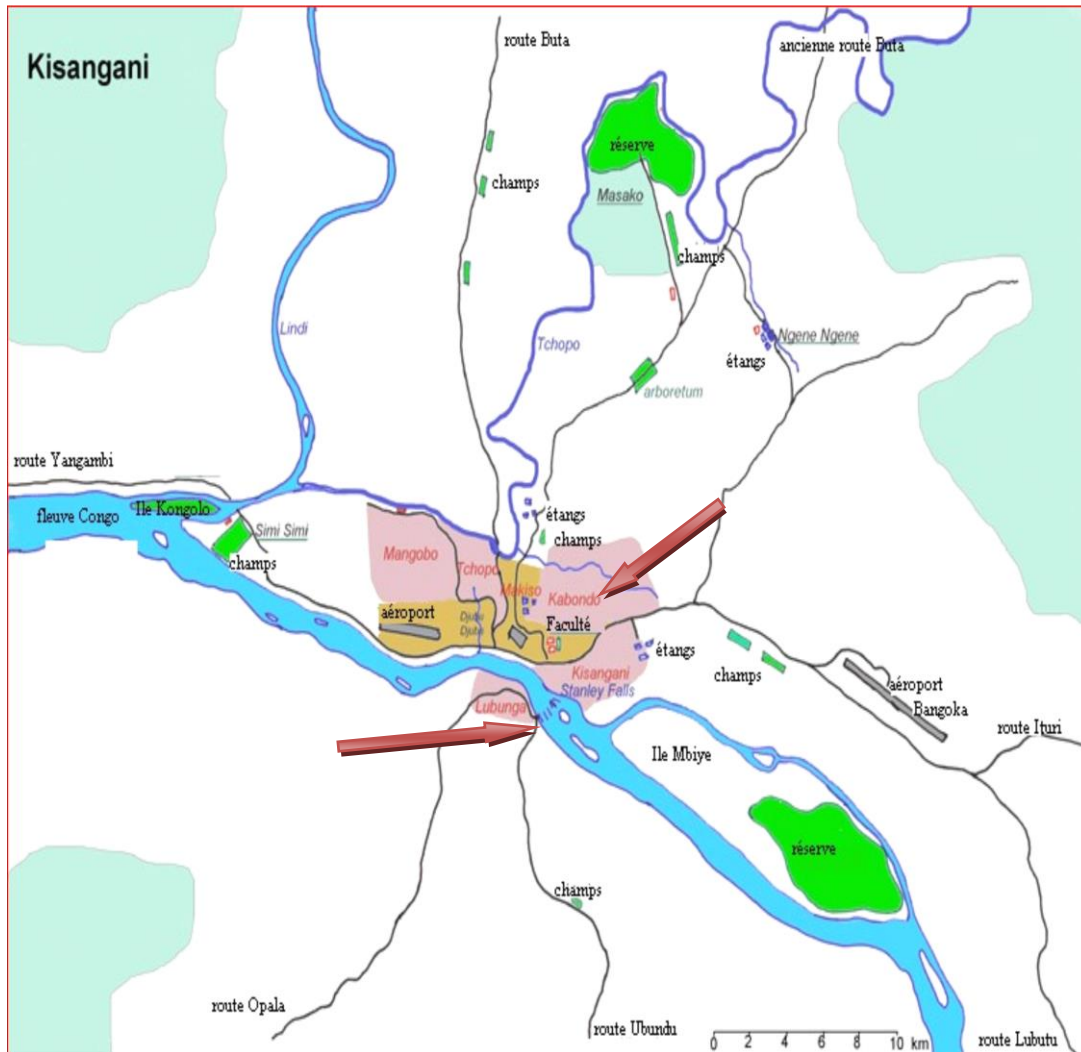 route Buta
ancienne route Buta
Kisangani
réserve
champs
Masako
champs
Lindi
Tchopo
Ngene Ngene
étangs
arboretum
route Yangambi
Ile Kongolo
fleuve Congo
Simi Simi
champs
étangs
champs
Mangobo
Tchopo
Makiso
Kabondo
aéroport
Djubu
Djubu
Faculté
étangs
champs
Kisangani
Stanley Falls
Lubunga
aéroport
Bangoka
route Ituri
Ile Mbiye
réserve
champs
route Opala
route Ubundu
0 2 4 6 8 10 km
route Lubutu